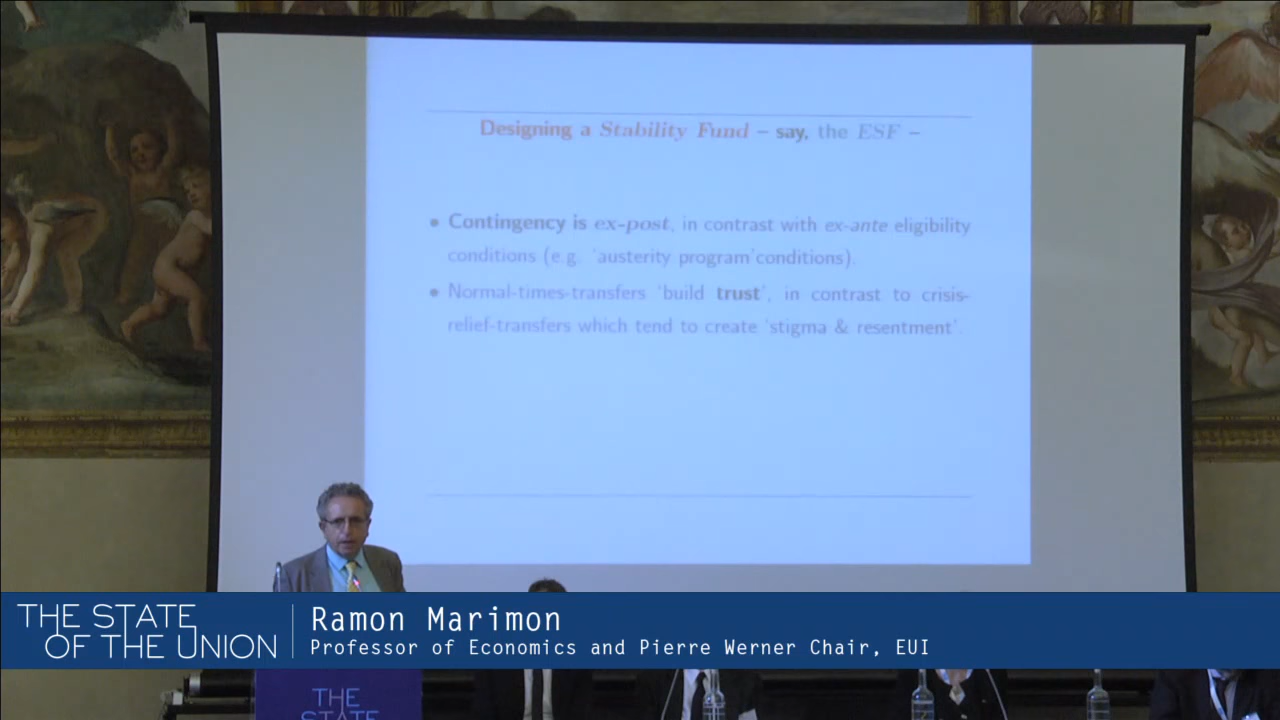 Designing a Stability Fund – say, the ESF –
• Contingency is ex-post, in contrast with ex-ante eligibility
conditions (e.g. 'austerity program'conditions).
• Normal-times-transfers 'build trust', in contrast to crisis-
relief-transfers which tend to create 'stigma & resentment'.
THE STATE
OF THE UNION
Ramon Marimon
Professor of Economics and Pierre Werner Chair, EUI
THE
STATE